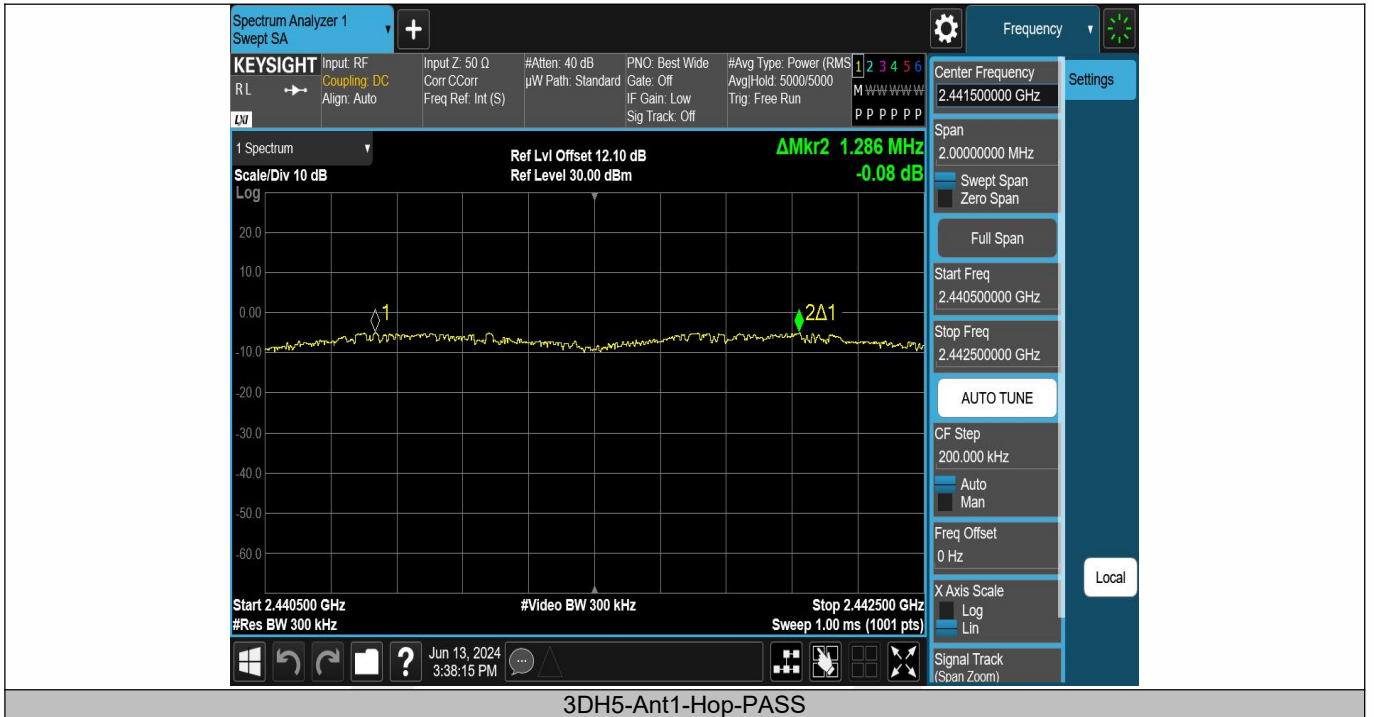 Spectrum Analyzer 1
Swept SA
Frequency
KEYSIGHT
R L
LXI
Input: RF
Coupling: DC
Align: Auto
Input Z: 50 Ω
Corr CCorr
Freq Ref: Int (S)
#Atten: 40 dB
µW Path: Standard
PNO: Best Wide
Gate: Off
IF Gain: Low
Sig Track: Off
#Avg Type: Power (RMS
Avg|Hold: 5000/5000
Trig: Free Run
1 2 3 4 5 6
M W W W W W
P P P P P P
1 Spectrum
Scale/Div 10 dB
Ref Lvl Offset 12.10 dB
Ref Level 30.00 dBm
ΔMkr2 1.286 MHz
-0.08 dB
Log
20.0
10.0
0.00
-10.0
-20.0
-30.0
-40.0
-50.0
-60.0
1
2Δ1
Start 2.440500 GHz
#Res BW 300 kHz
#Video BW 300 kHz
Stop 2.442500 GHz
Sweep 1.00 ms (1001 pts)
Center Frequency
2.441500000 GHz
Settings
Span
2.00000000 MHz
Swept Span
Zero Span
Full Span
Start Freq
2.440500000 GHz
Stop Freq
2.442500000 GHz
AUTO TUNE
CF Step
200.000 kHz
Auto
Man
Freq Offset
0 Hz
X Axis Scale
Log
Lin
Local
Signal Track
(Span Zoom)
?
Jun 13, 2024
3:38:15 PM
3DH5-Ant1-Hop-PASS